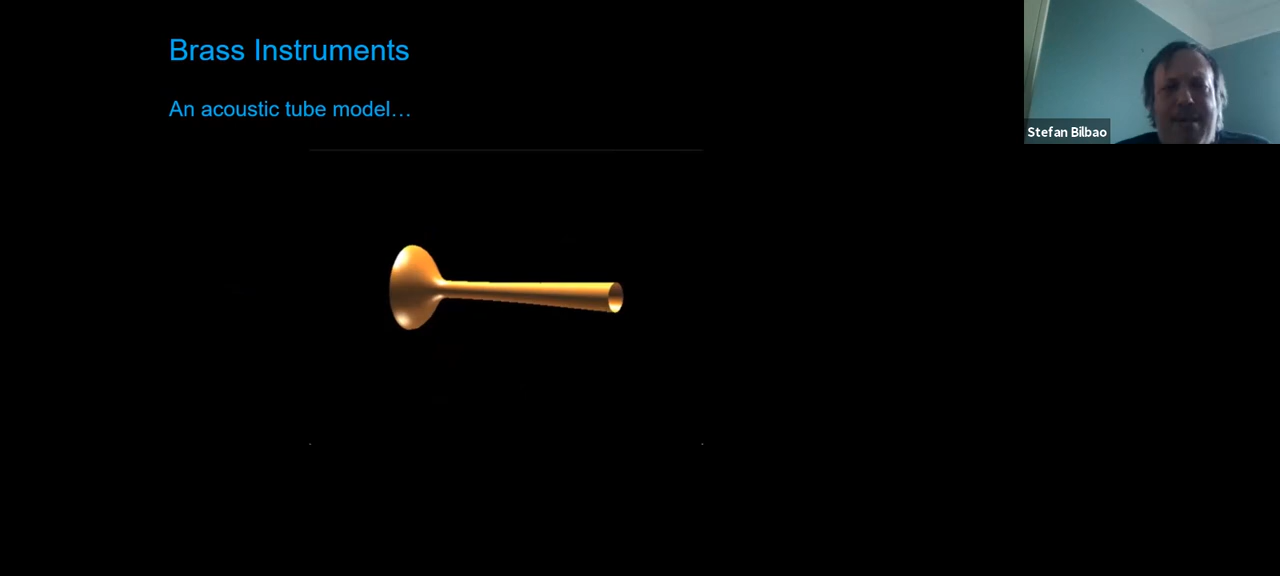 Brass Instruments
An acoustic tube model…
Stefan Bilbao